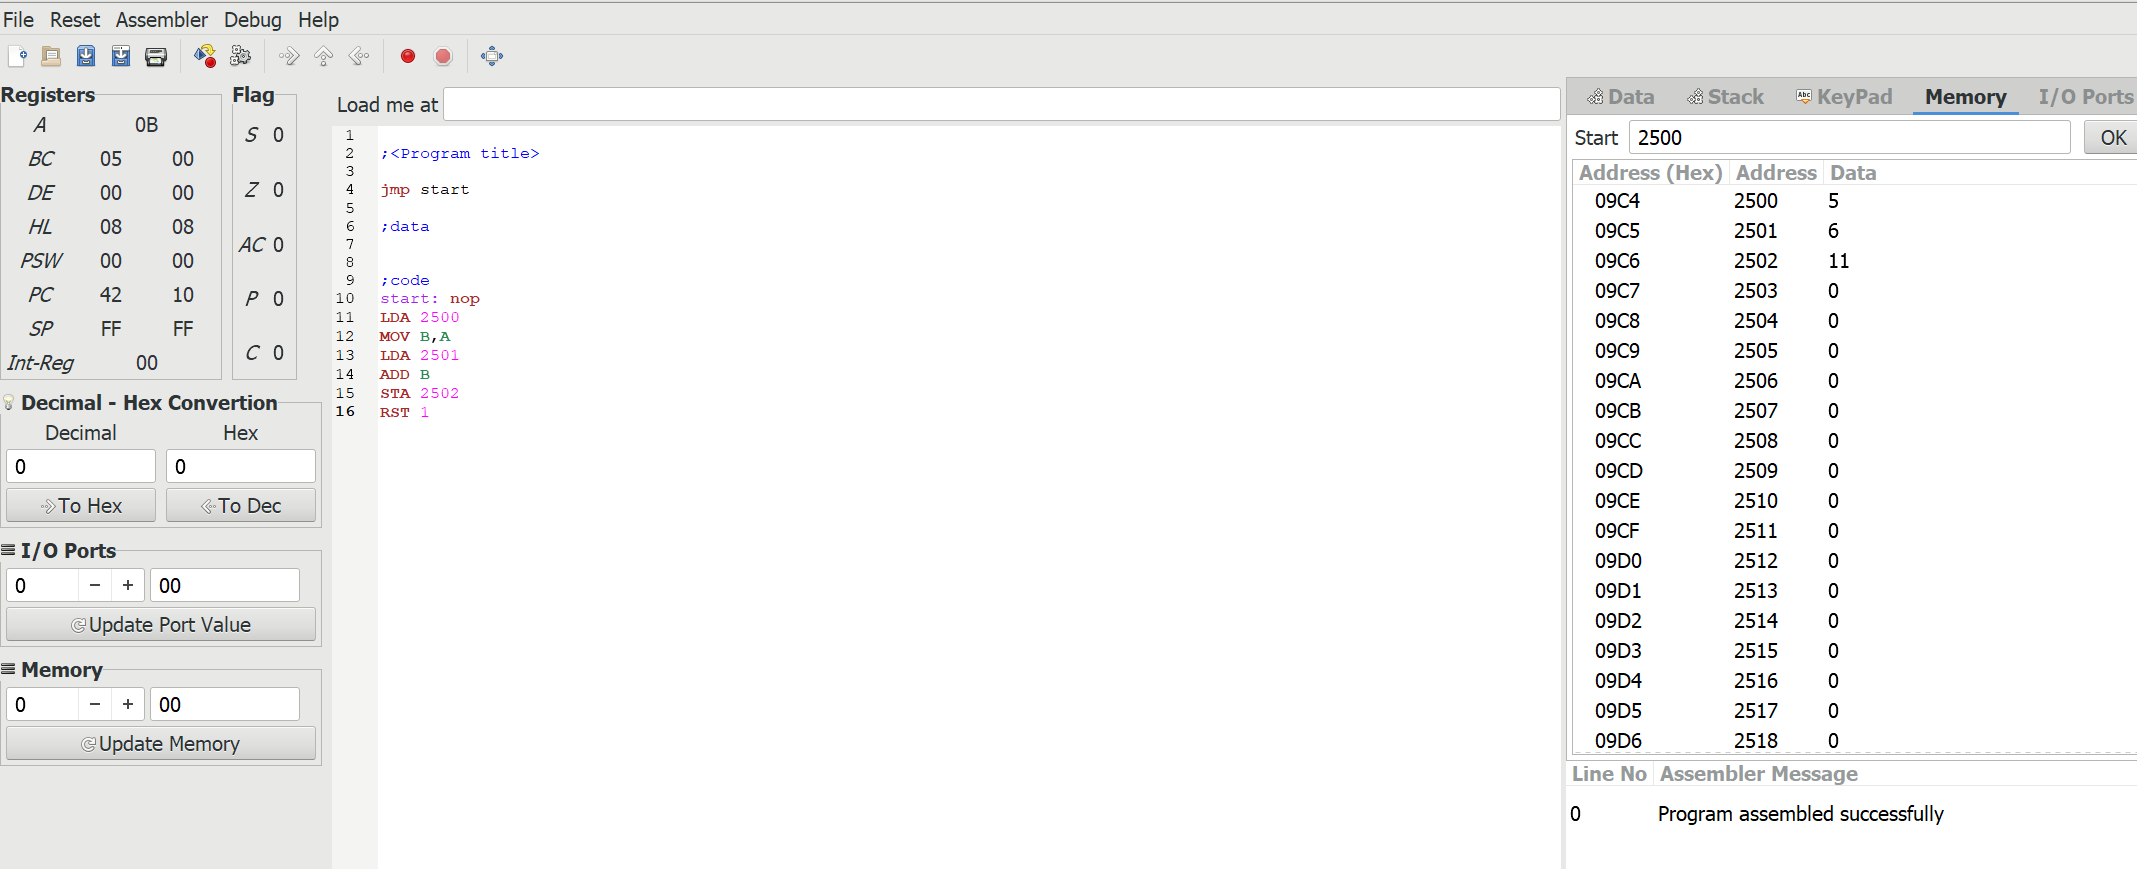 File Reset Assembler Debug Help
Registers
A 0B
BC 05 00
DE 00 00
HL 08 08
PSW 00 00
PC 42 10
SP FF FF
Int-Reg 00
Flag
S 0
Z 0
AC 0
P 0
C 0
Decimal - Hex Convertion
Decimal Hex
0 0
To Hex To Dec
I/O Ports
0 − + 00
Update Port Value
Memory
0 − + 00
Update Memory
Load me at
1
2 ;<Program title>
3
4 jmp start
5
6 ;data
7
8
9 ;code
10 start: nop
11 LDA 2500
12 MOV B,A
13 LDA 2501
14 ADD B
15 STA 2502
16 RST 1
Data Stack Abc KeyPad Memory I/O Ports
Start 2500 OK
Address (Hex) Address Data
09C4 2500 5
09C5 2501 6
09C6 2502 11
09C7 2503 0
09C8 2504 0
09C9 2505 0
09CA 2506 0
09CB 2507 0
09CC 2508 0
09CD 2509 0
09CE 2510 0
09CF 2511 0
09D0 2512 0
09D1 2513 0
09D2 2514 0
09D3 2515 0
09D4 2516 0
09D5 2517 0
09D6 2518 0
Line No Assembler Message
0 Program assembled successfully